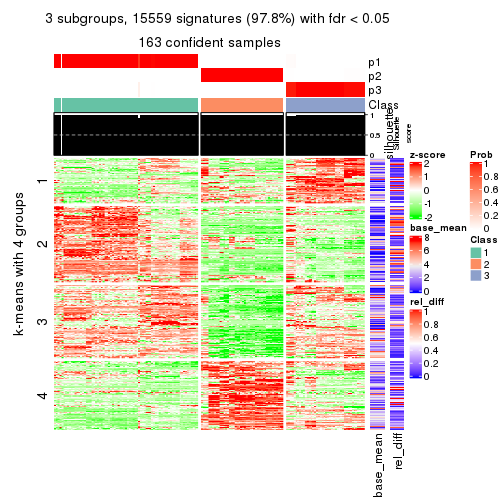 3 subgroups, 15559 signatures (97.8%) with fdr < 0.05
163 confident samples
p1
p2
p3
Class
1
0.5
0
silhouette
Silhouette
score
k-means with 4 groups
1
2
3
4
base_mean
rel_diff
z-score
2
1
0
-1
-2
base_mean
8
6
4
2
0
rel_diff
1
0.8
0.6
0.4
0.2
0
Prob
1
0.8
0.6
0.4
0.2
0
Class
1
2
3